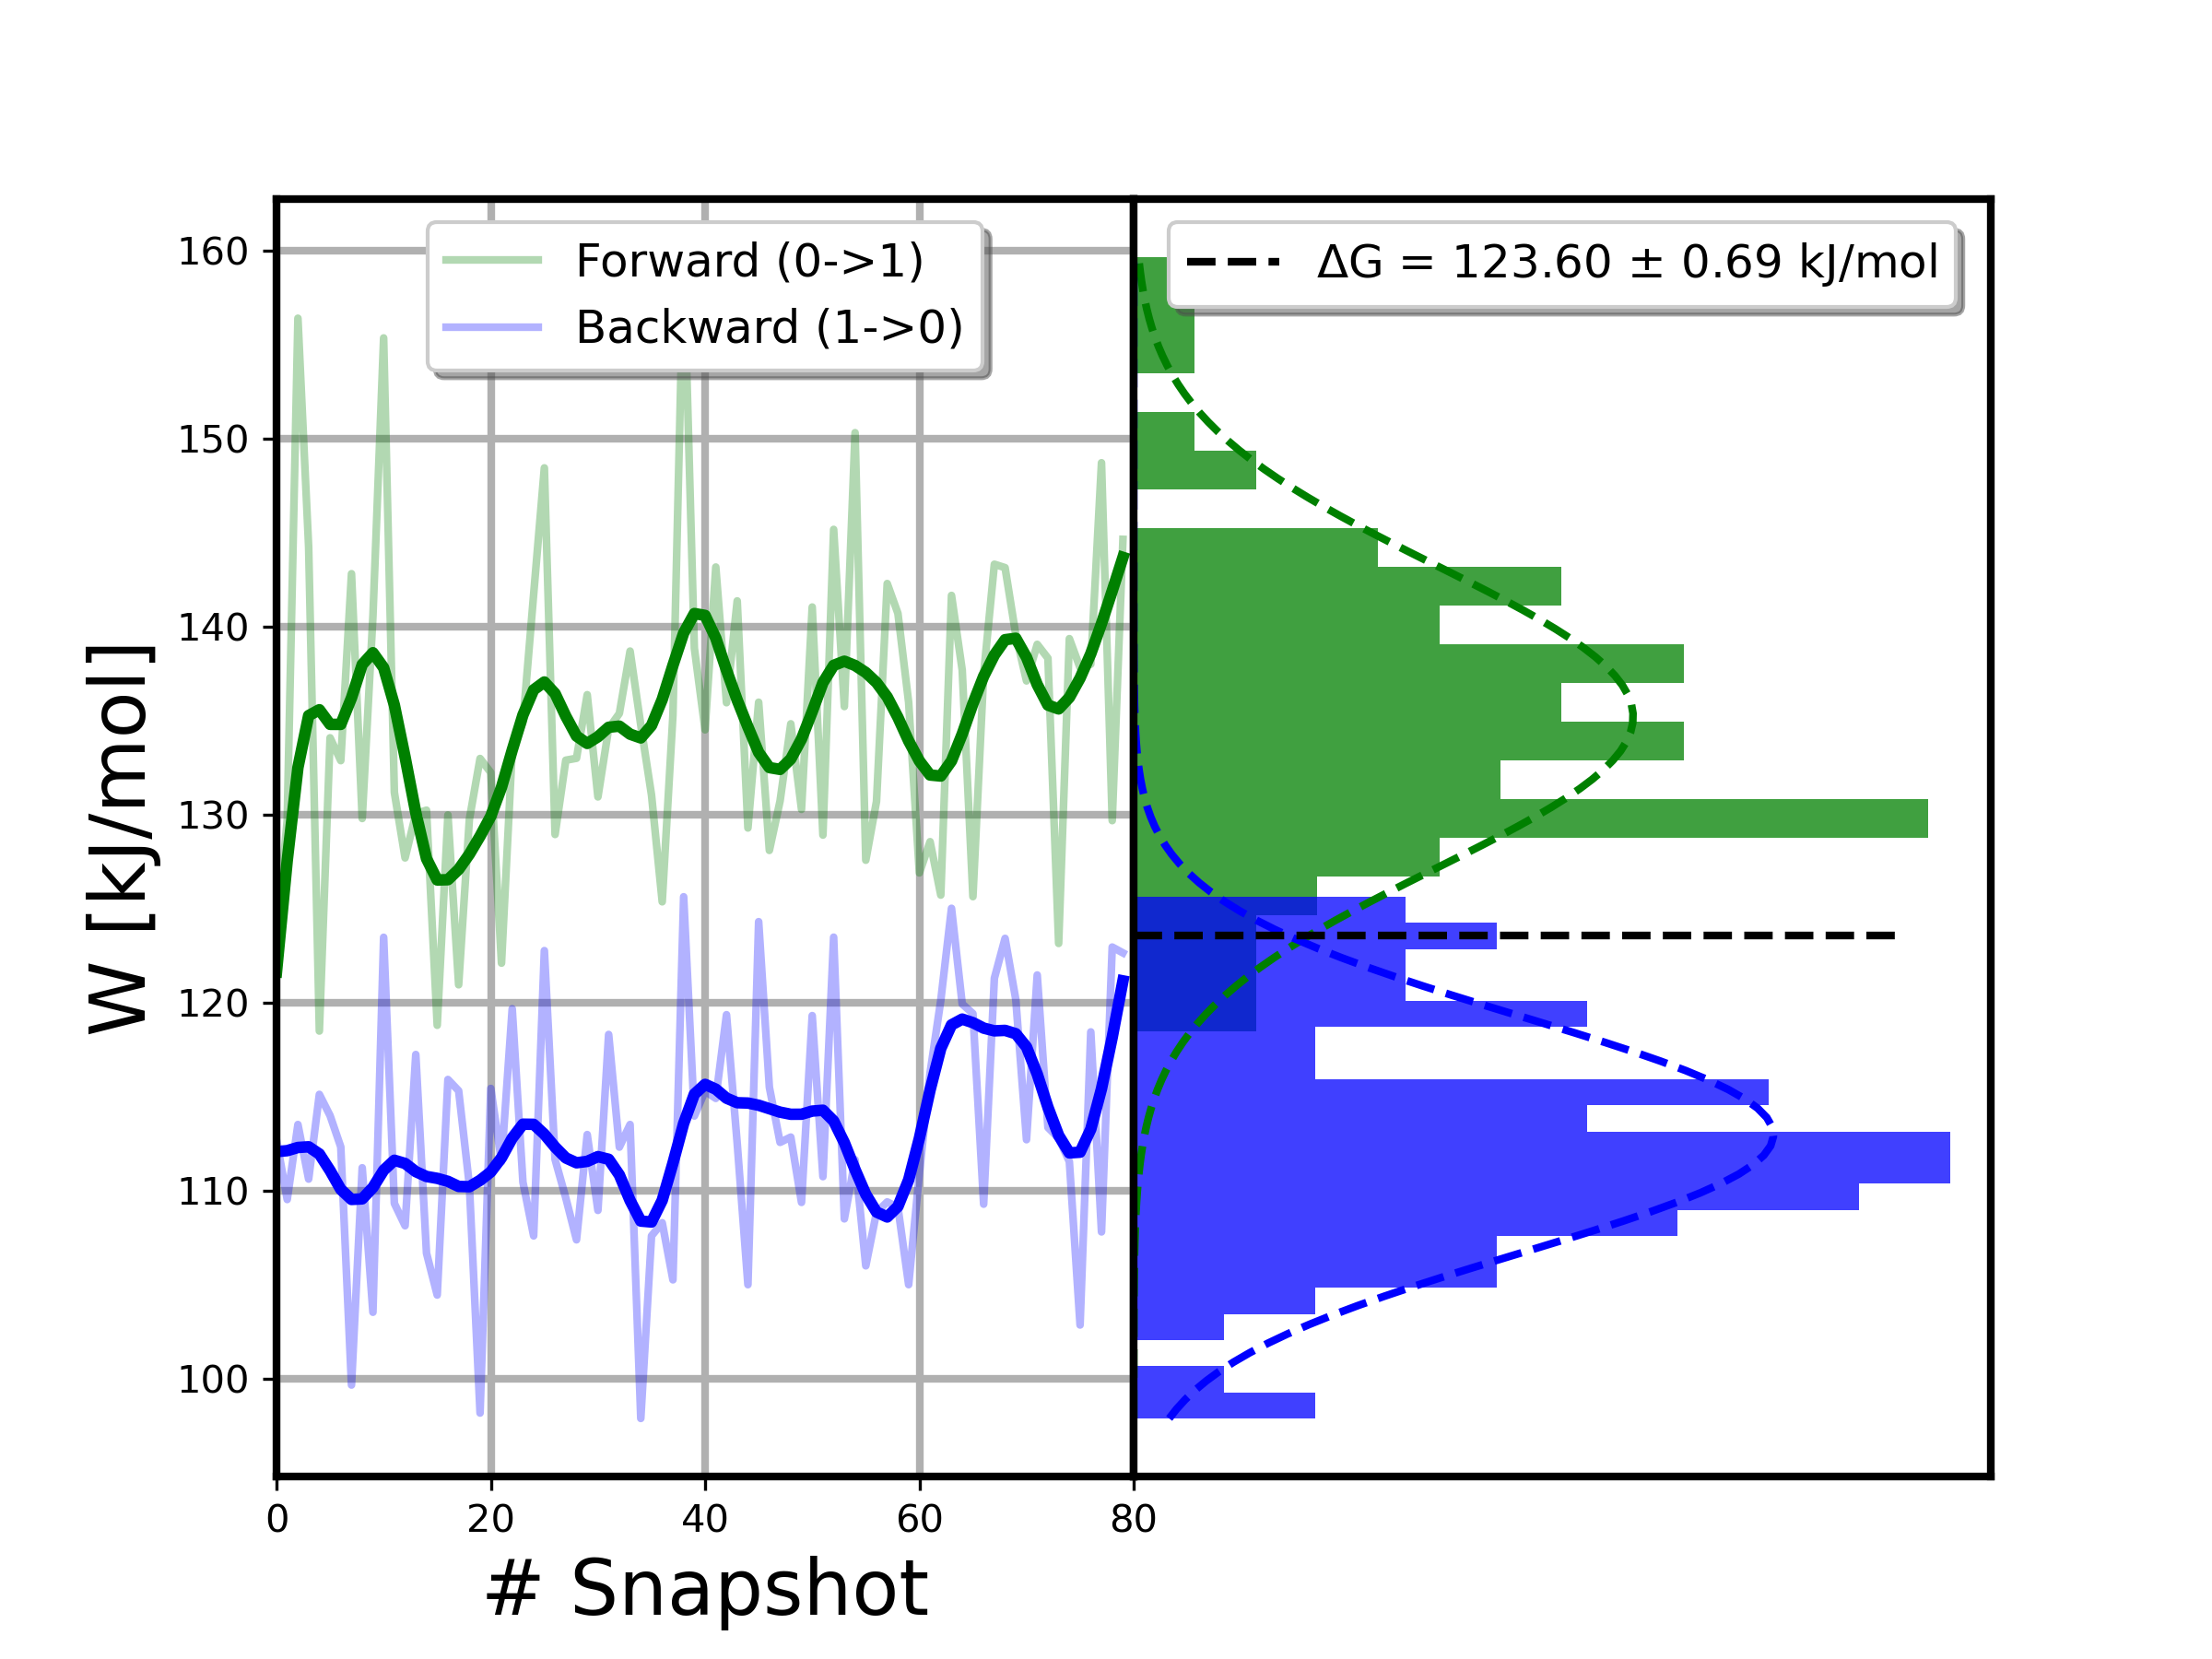 Forward (0->1)
Backward (1->0)
ΔG = 123.60 ± 0.69 kJ/mol
W [kJ/mol]
160
150
140
130
120
110
100
0 20 40 60 80
# Snapshot